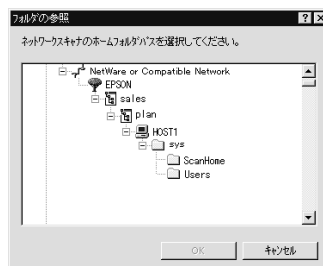 フォルダの参照
ネットワークスキャナのホームフォルダパスを選択してください。
NetWare or Compatible Network
EPSON
sales
plan
HOST1
sys
ScanHome
Users
OK
キャンセル